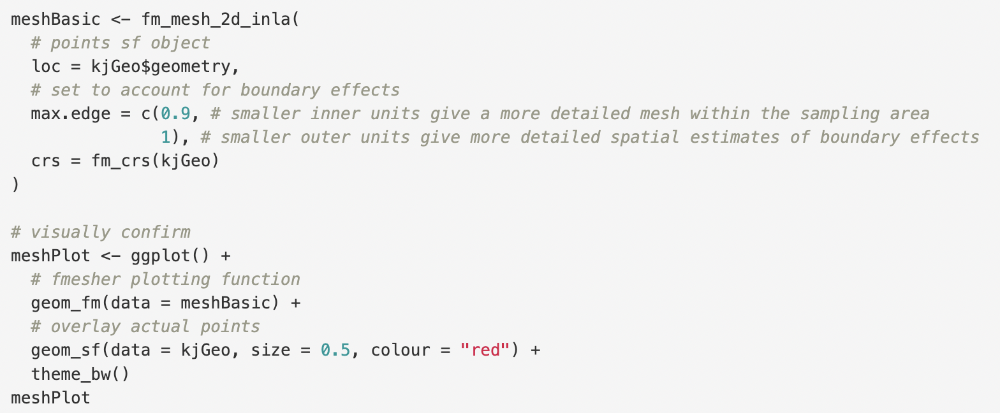 meshBasic <- fm_mesh_2d_inla(
  # points sf object
  loc = kjGeo$geometry,
  # set to account for boundary effects
  max.edge = c(0.9, # smaller inner units give a more detailed mesh within the sampling area
               1), # smaller outer units give more detailed spatial estimates of boundary effects
  crs = fm_crs(kjGeo)
)

# visually confirm
meshPlot <- ggplot() +
  # fmesher plotting function
  geom_fm(data = meshBasic) +
  # overlay actual points
  geom_sf(data = kjGeo, size = 0.5, colour = "red") +
  theme_bw()
meshPlot